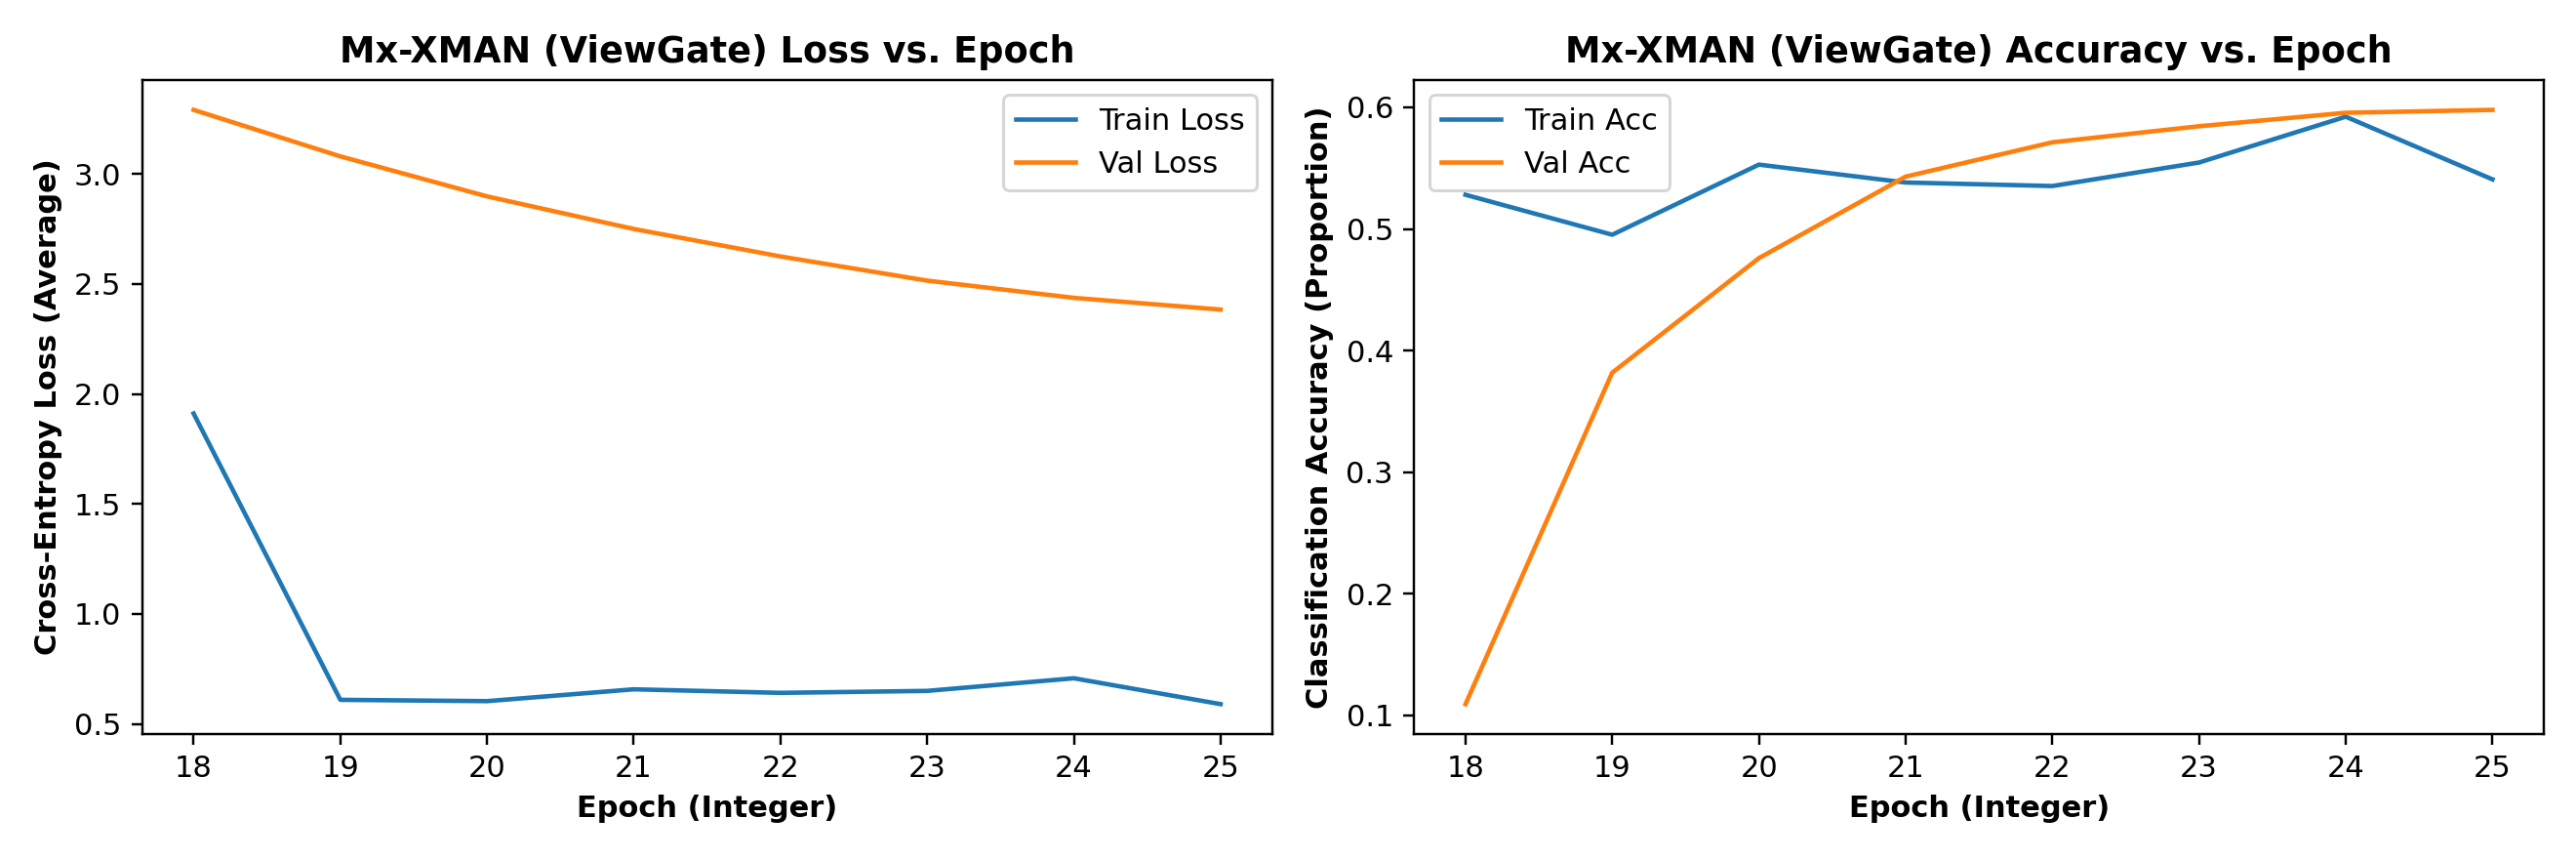 Mx-XMAN (ViewGate) Loss vs. Epoch
Cross-Entropy Loss (Average)
3.0
2.5
2.0
1.5
1.0
0.5
Train Loss
Val Loss
18 19 20 21 22 23 24 25
Epoch (Integer)
Mx-XMAN (ViewGate) Accuracy vs. Epoch
Classification Accuracy (Proportion)
0.6
0.5
0.4
0.3
0.2
0.1
Train Acc
Val Acc
18 19 20 21 22 23 24 25
Epoch (Integer)